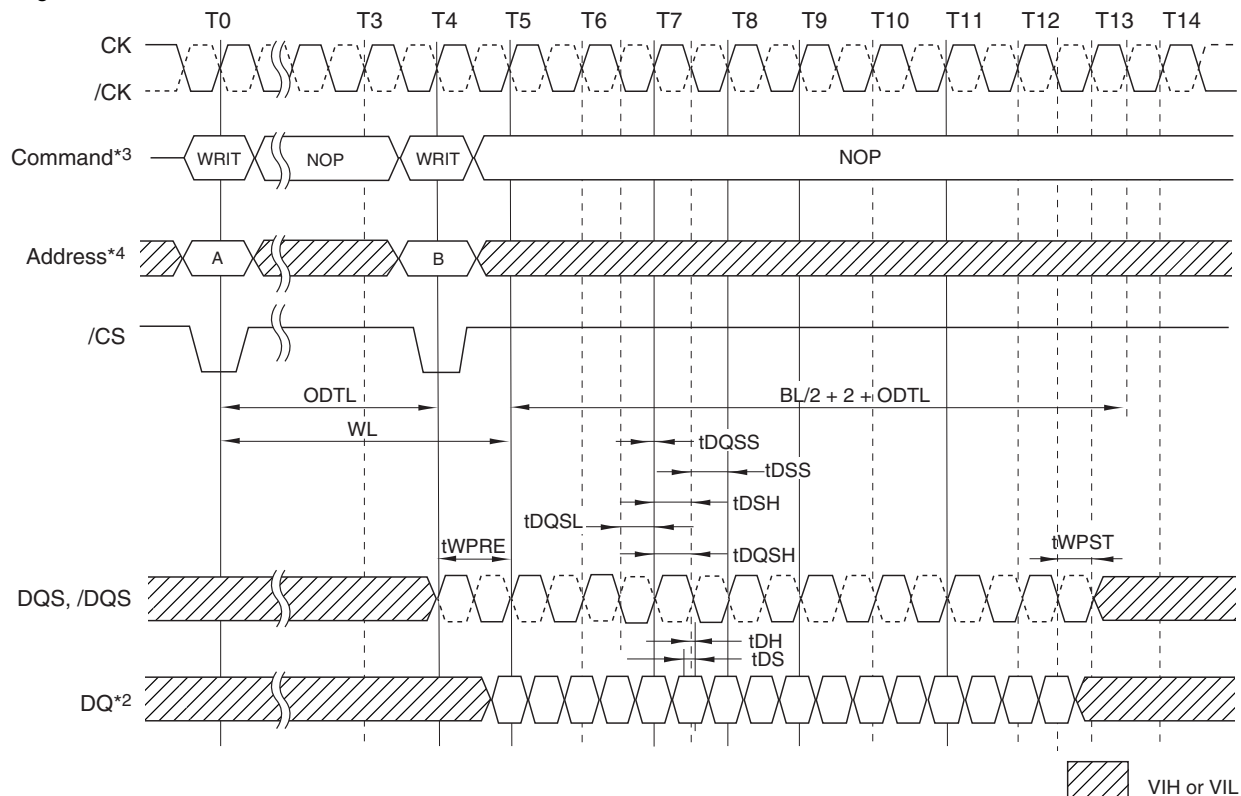 T0 T3 T4 T5 T6 T7 T8 T9 T10 T11 T12 T13 T14
CK
/CK
Command*3 WRIT NOP WRIT NOP
Address*4 A B
/CS
ODTL BL/2 + 2 + ODTL
WL
tDQSS
tDSS
tDSH
tDQSL
tWPRE tDQSH tWPST
DQS, /DQS
tDH
tDS
DQ*2
VIH or VIL